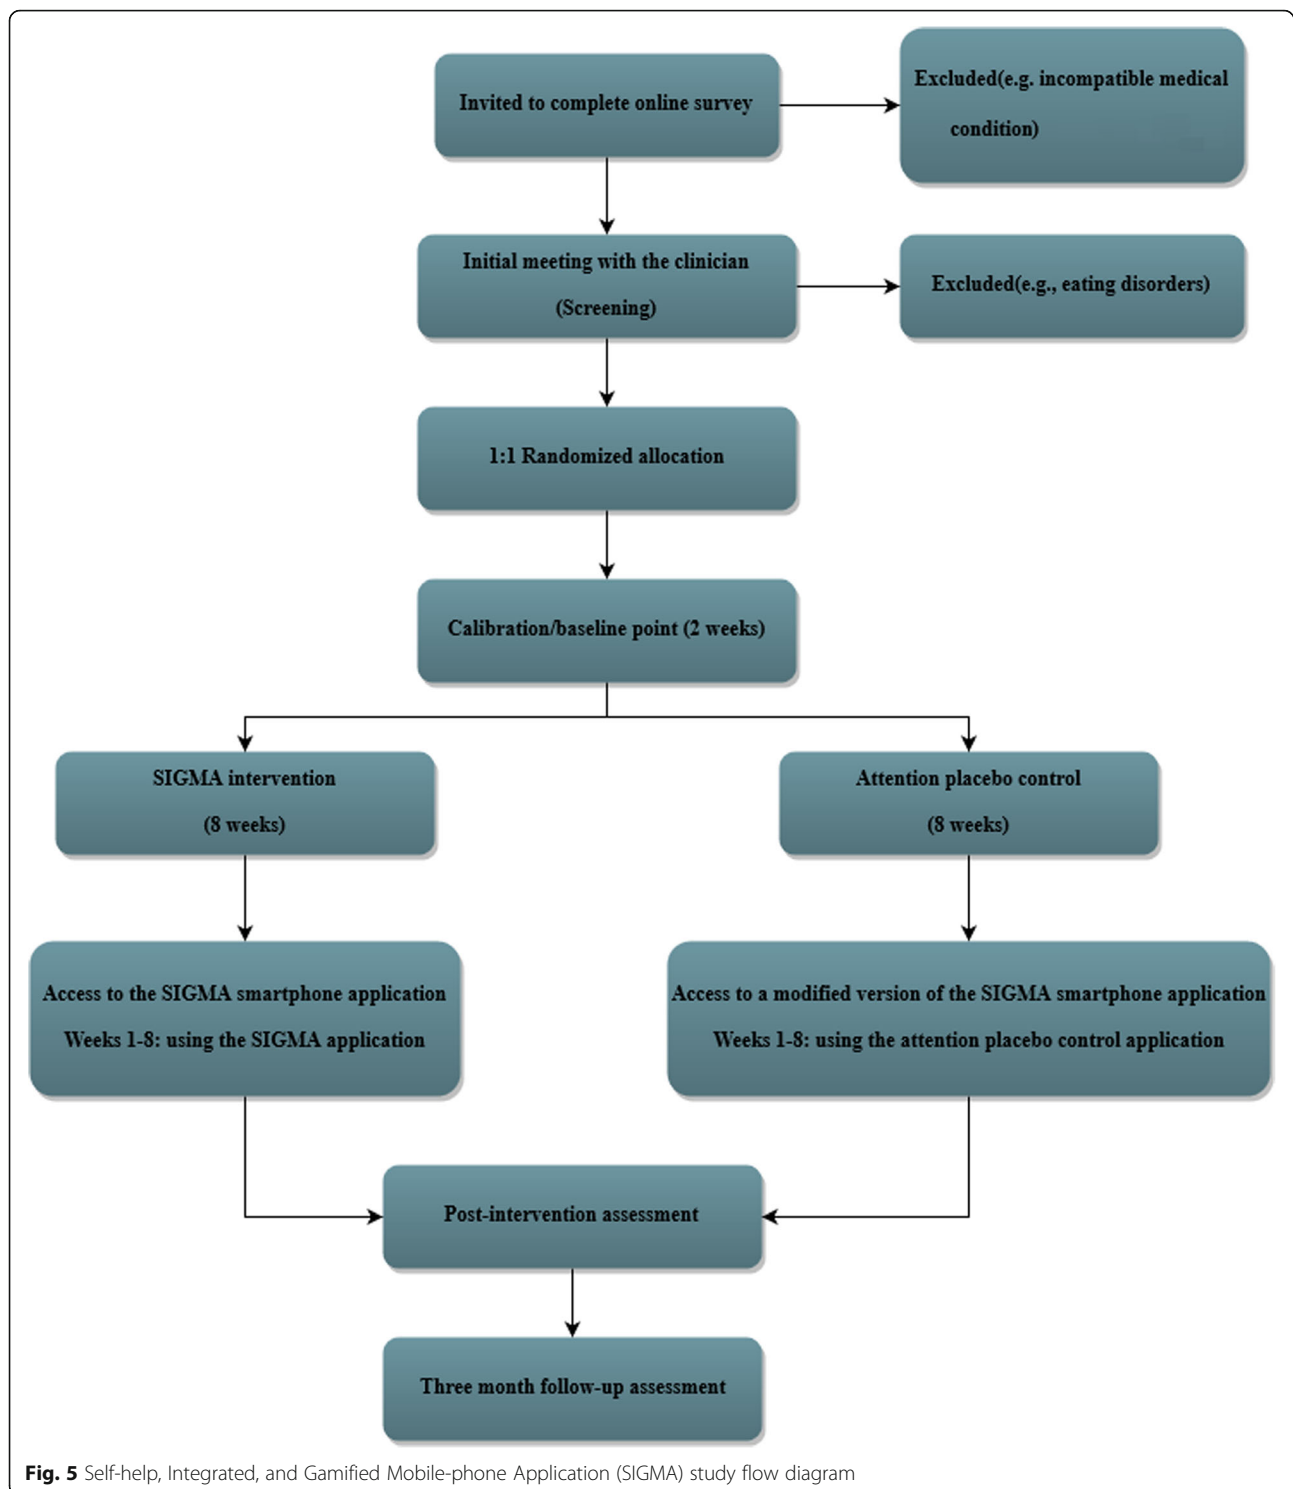 Invited to complete online survey
Excluded(e.g. incompatible medical
condition)
Initial meeting with the clinician
(Screening)
Excluded(e.g., eating disorders)
1:1 Randomized allocation
Calibration/baseline point (2 weeks)
SIGMA intervention
(8 weeks)
Attention placebo control
(8 weeks)
Access to the SIGMA smartphone application
Weeks 1-8: using the SIGMA application
Access to a modified version of the SIGMA smartphone application
Weeks 1-8: using the attention placebo control application
Post-intervention assessment
Three month follow-up assessment
Fig. 5 Self-help, Integrated, and Gamified Mobile-phone Application (SIGMA) study flow diagram